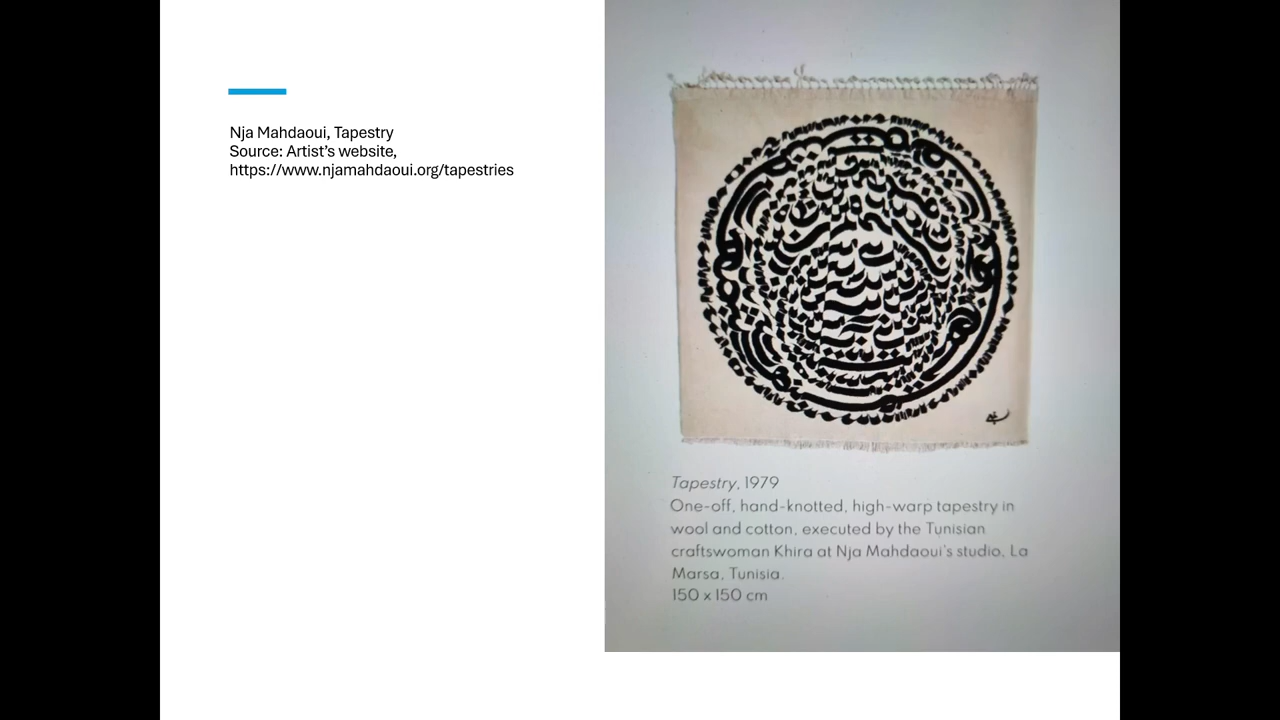 Nja Mahdaoui, Tapestry
Source: Artist's website,
https://www.njamahdaoui.org/tapestries
Tapestry, 1979
One-off, hand-knotted, high-warp tapestry in
wool and cotton, executed by the Tunisian
craftswoman Khira at Nja Mahdaoui's studio, La
Marsa, Tunisia.
150 x 150 cm